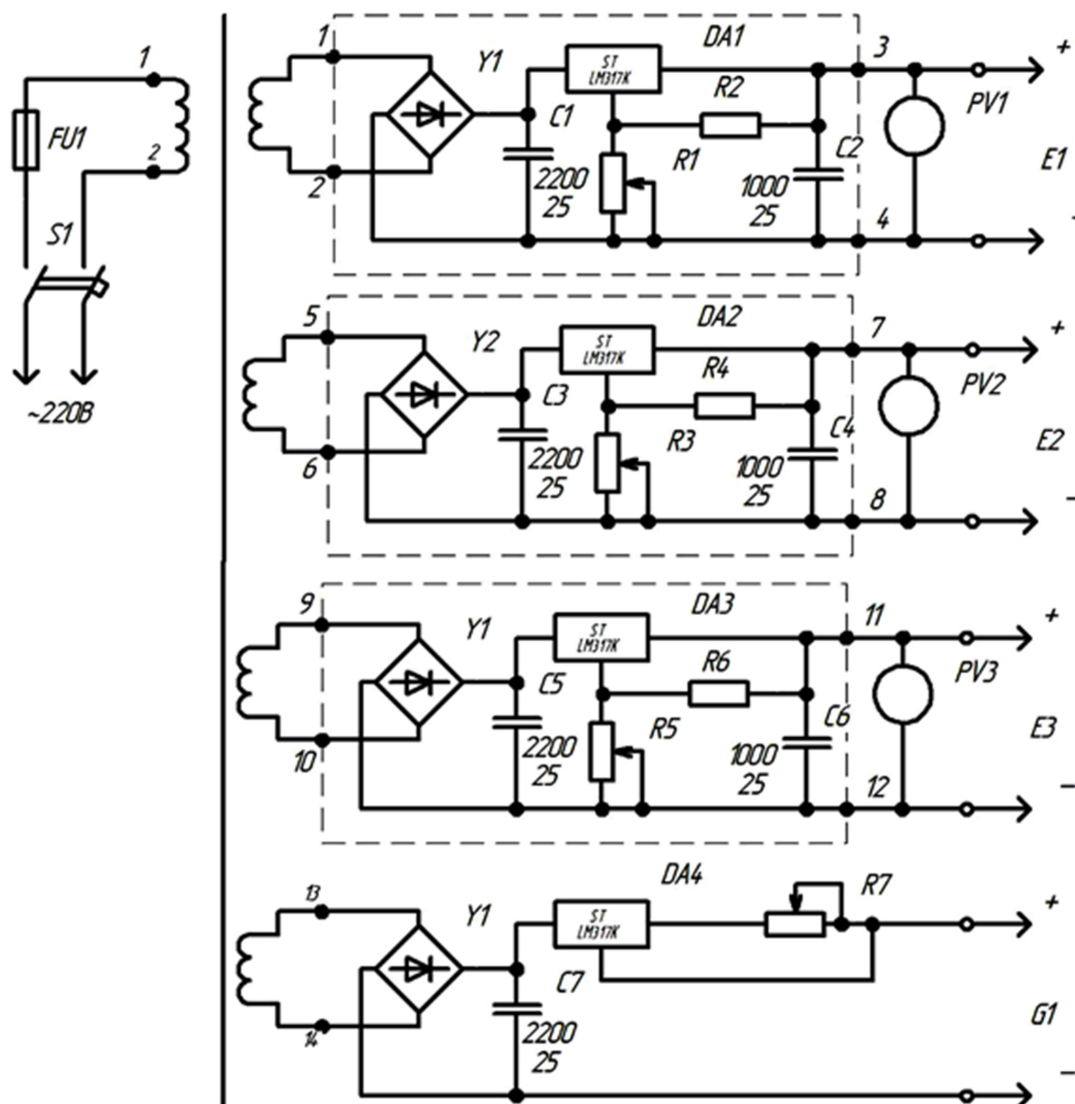 1
FU1
2
S1
~220В
1
Y1
DA1
ST
LM317K
3
+
C1
R2
PV1
2200
25
R1
C2
1000
25
E1
2
4
-
5
Y2
DA2
ST
LM317K
7
+
C3
R4
PV2
2200
25
R3
C4
1000
25
E2
6
8
-
9
Y1
DA3
ST
LM317K
11
+
C5
R6
PV3
2200
25
R5
C6
1000
25
E3
10
12
-
13
Y1
DA4
ST
LM317K
R7
+
C7
2200
25
G1
14
-